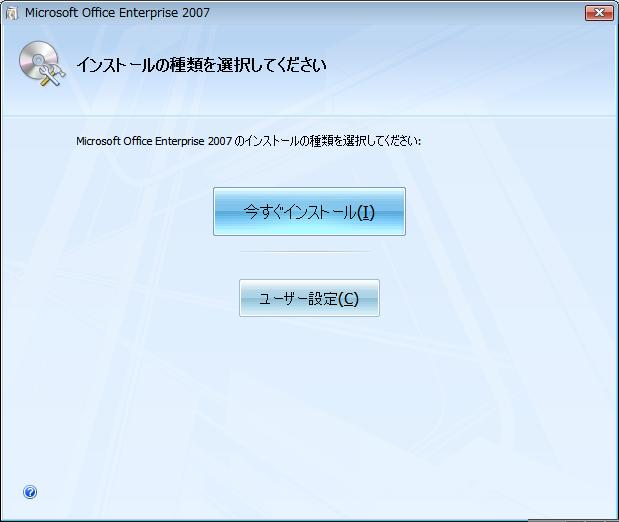 Microsoft Office Enterprise 2007
インストールの種類を選択してください
Microsoft Office Enterprise 2007 のインストールの種類を選択してください:
今すぐインストール(I)
ユーザー設定(C)